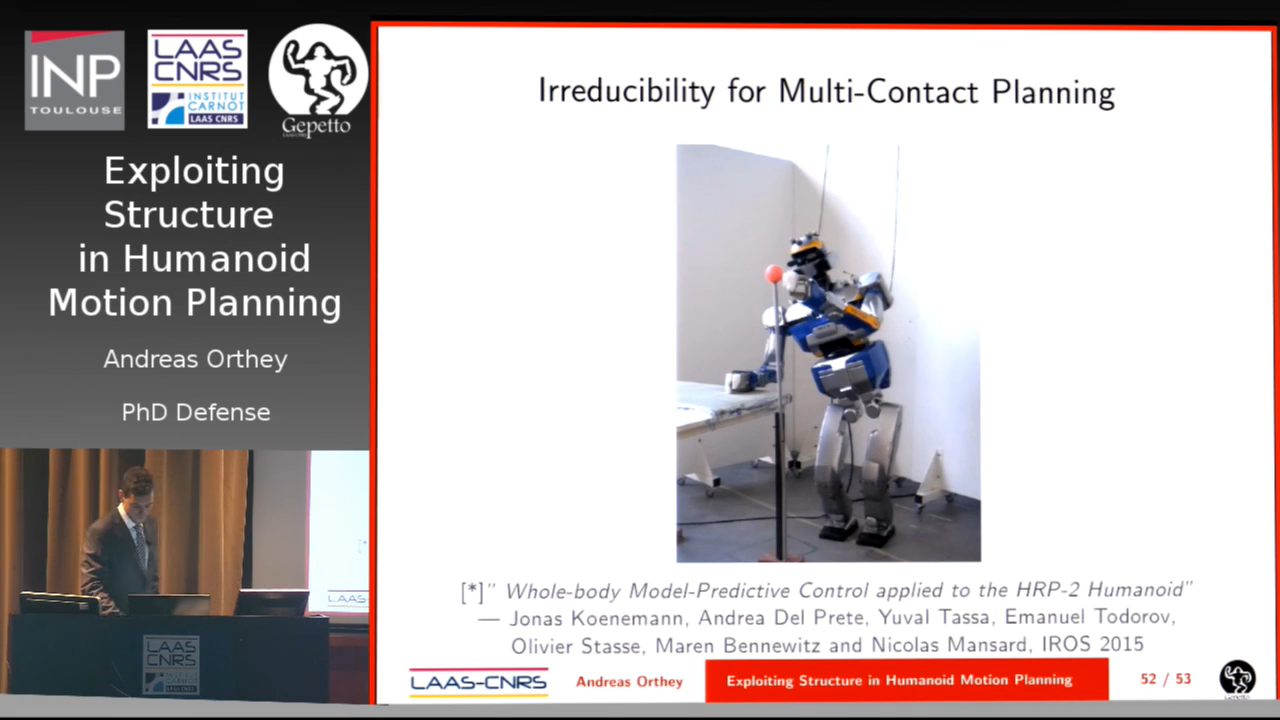 INP
TOULOUSE
LAAS
CNRS
INSTITUT
CARNOT
LAAS CNRS
Gepetto
Exploiting
Structure
in Humanoid
Motion Planning
Andreas Orthey
PhD Defense
LAAS
CNRS
Irreducibility for Multi-Contact Planning
[*]" Whole-body Model-Predictive Control applied to the HRP-2 Humanoid"
— Jonas Koenemann, Andrea Del Prete, Yuval Tassa, Emanuel Todorov,
Olivier Stasse, Maren Bennewitz and Nicolas Mansard, IROS 2015
LAAS-CNRS
Andreas Orthey
Exploiting Structure in Humanoid Motion Planning
52 / 53